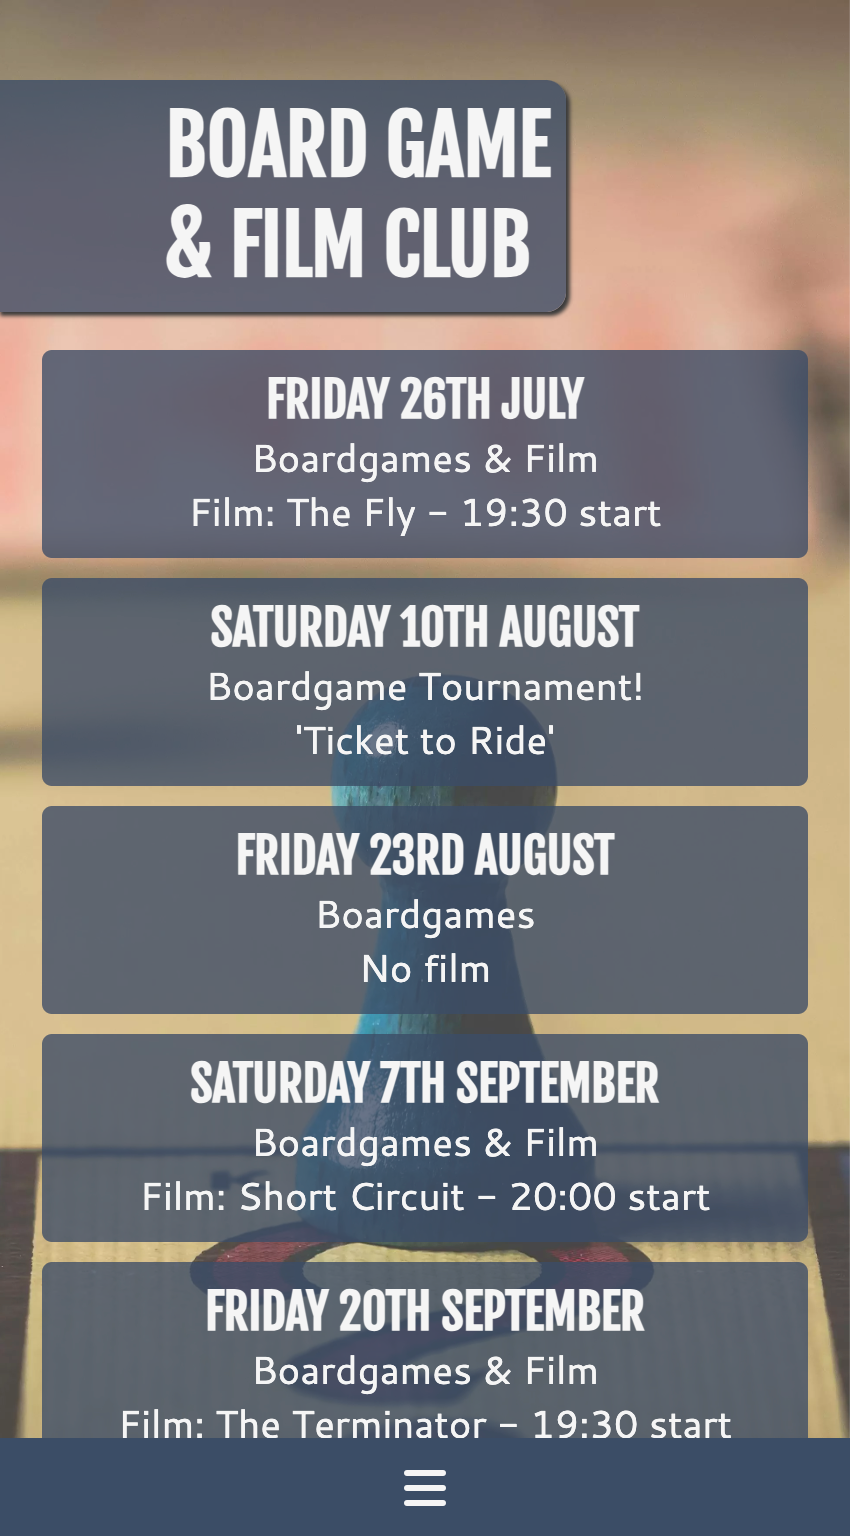 BOARD GAME
& FILM CLUB
FRIDAY 26TH JULY
Boardgames & Film
Film: The Fly - 19:30 start
SATURDAY 10TH AUGUST
Boardgame Tournament!
'Ticket to Ride'
FRIDAY 23RD AUGUST
Boardgames
No film
SATURDAY 7TH SEPTEMBER
Boardgames & Film
Film: Short Circuit - 20:00 start
FRIDAY 20TH SEPTEMBER
Boardgames & Film
Film: The Terminator - 19:30 start